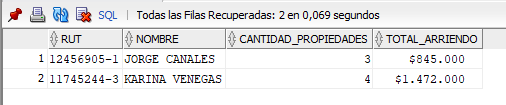 SQL | Todas las Filas Recuperadas: 2 en 0,069 segundos
RUT NOMBRE CANTIDAD_PROPIEDADES TOTAL_ARRIENDO
1 12456905-1 JORGE CANALES 3 $845.000
2 11745244-3 KARINA VENEGAS 4 $1.472.000